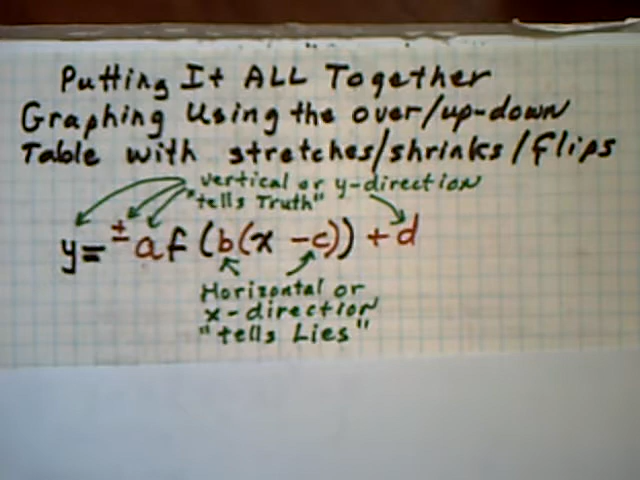 Putting It ALL Together
Graphing Using the over/up-down
Table with stretches/shrinks/flips
vertical or y-direction
"tells Truth"
y=±af(b(x-c))+d
Horizontal or
x-direction
"tells Lies"